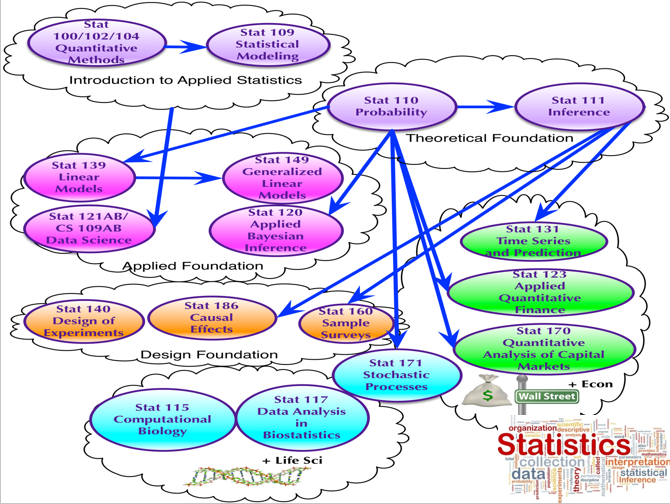 Stat
100/102/104
Quantitative
Methods
Stat 109
Statistical
Modeling
Introduction to Applied Statistics
Stat 110
Probability
Stat 111
Inference
Theoretical Foundation
Stat 139
Linear
Models
Stat 149
Generalized
Linear
Models
Stat 121AB/
CS 109AB
Data Science
Stat 120
Applied
Bayesian
Inference
Applied Foundation
Stat 131
Time Series
and Prediction
Stat 123
Applied
Quantitative
Finance
Stat 170
Quantitative
Analysis of Capital
Markets
+ Econ
$
Wall Street
Stat 140
Design of
Experiments
Stat 186
Causal
Effects
Stat 160
Sample
Surveys
Design Foundation
Stat 171
Stochastic
Processes
Stat 115
Computational
Biology
Stat 117
Data Analysis
in
Biostatistics
+ Life Sci
organization
scientific
descriptive
Statistics
collection
interpretation
data
theory
statistical
inference